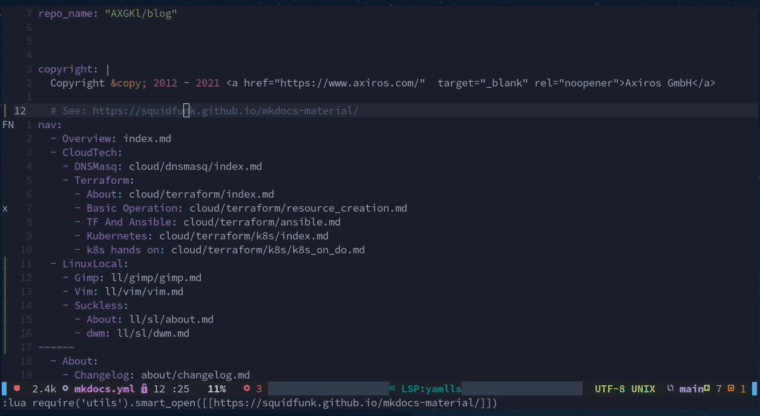 7 repo_name: "AXGKl/blog"
6
5
4
3 copyright: |
2 Copyright &copy; 2012 - 2021 <a href="https://www.axiros.com/"  target="_blank" rel="noopener">Axiros GmbH</a>
1
12 # See: https://squidfunk.github.io/mkdocs-material/
FN 1 nav:
2 - Overview: index.md
3 - CloudTech:
4 - DNSMasq: cloud/dnsmasq/index.md
5 - Terraform:
6 - About: cloud/terraform/index.md
x 7 - Basic Operation: cloud/terraform/resource_creation.md
8 - TF And Ansible: cloud/terraform/ansible.md
9 - Kubernetes: cloud/terraform/k8s/index.md
10 - k8s hands on: cloud/terraform/k8s/k8s_on_do.md
11 - LinuxLocal:
12 - Gimp: ll/gimp/gimp.md
13 - Vim: ll/vim/vim.md
14 - Suckless:
15 - About: ll/sl/about.md
16 - dwm: ll/sl/dwm.md
17 ------
18 - About:
19 - Changelog: about/changelog.md
2.4k mkdocs.yml 12 :25 11% 3 LSP:yamlls UTF-8 UNIX main 7 1
:lua require('utils').smart_open([[https://squidfunk.github.io/mkdocs-material/]])